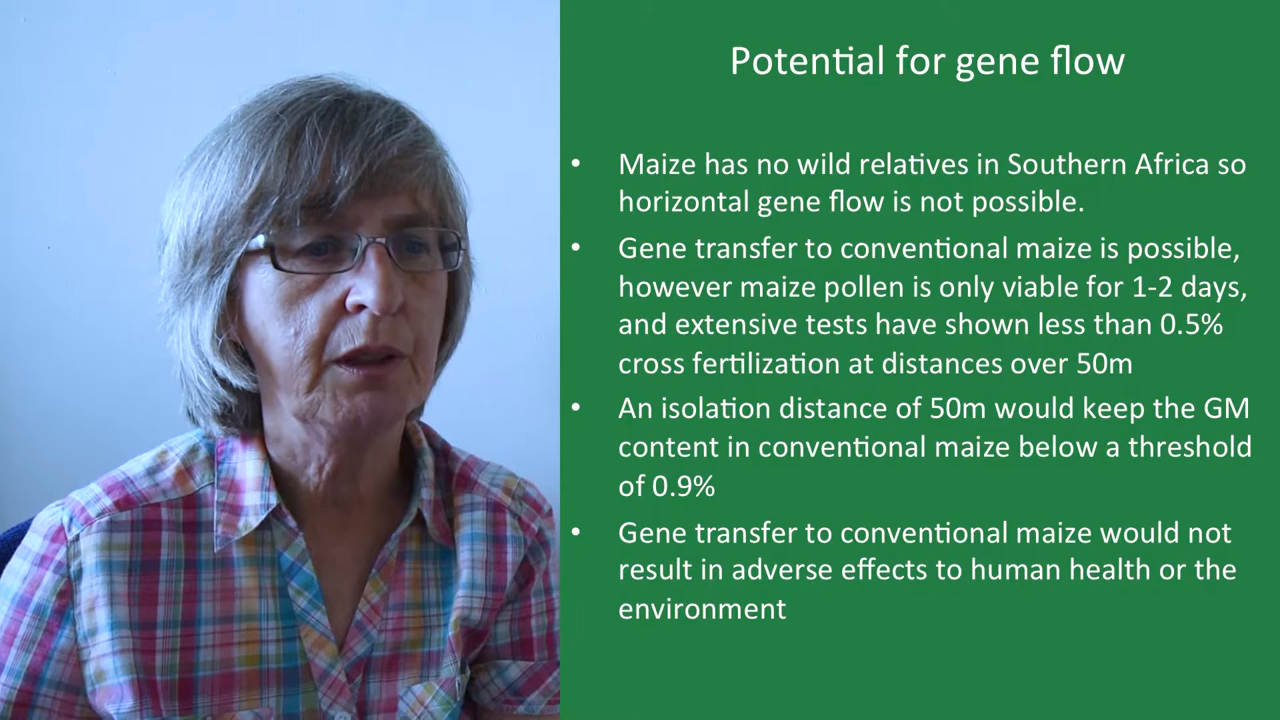 Potential for gene flow
• Maize has no wild relatives in Southern Africa so
horizontal gene flow is not possible.
• Gene transfer to conventional maize is possible,
however maize pollen is only viable for 1-2 days,
and extensive tests have shown less than 0.5%
cross fertilization at distances over 50m
• An isolation distance of 50m would keep the GM
content in conventional maize below a threshold
of 0.9%
• Gene transfer to conventional maize would not
result in adverse effects to human health or the
environment